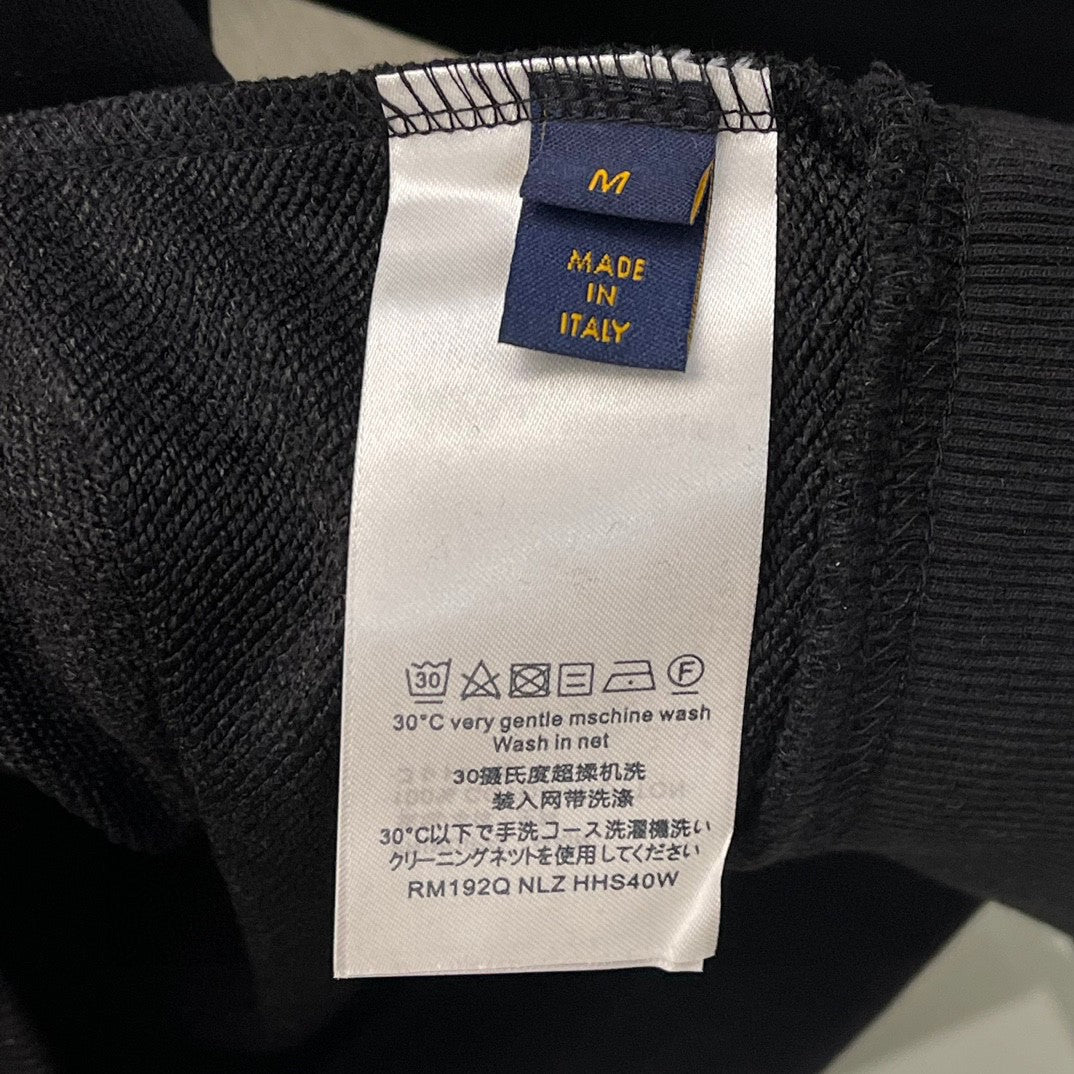 M
MADE
IN
ITALY
30 F
30°C very gentle mschine wash
Wash in net
30摄氏度超操机洗
装入网带洗涤
30°C以下で手洗コース洗濯機洗い
クリーニングネットを使用してください
RM192Q NLZ HHS40W